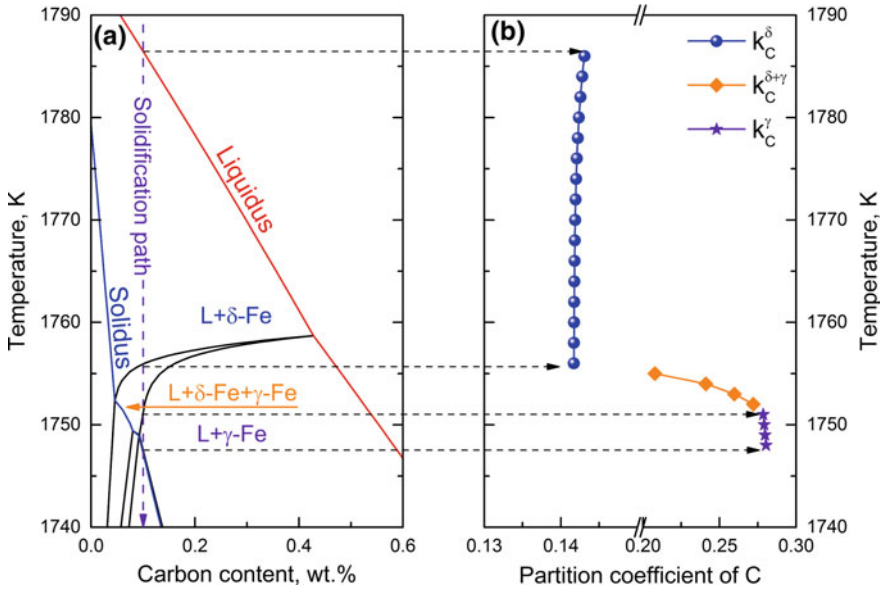 (a)
Temperature, K
1790
1780
1770
1760
1750
1740
Solidification path
Liquidus
Solidus
L+δ-Fe
L+δ-Fe+γ-Fe
L+γ-Fe
0.0 0.2 0.4 0.6
Carbon content, wt.%
(b)
k_C^δ
k_C^{δ+γ}
k_C^γ
1790
1780
1770
1760
1750
1740
Temperature, K
0.13 0.14 0.20 0.25 0.30
Partition coefficient of C